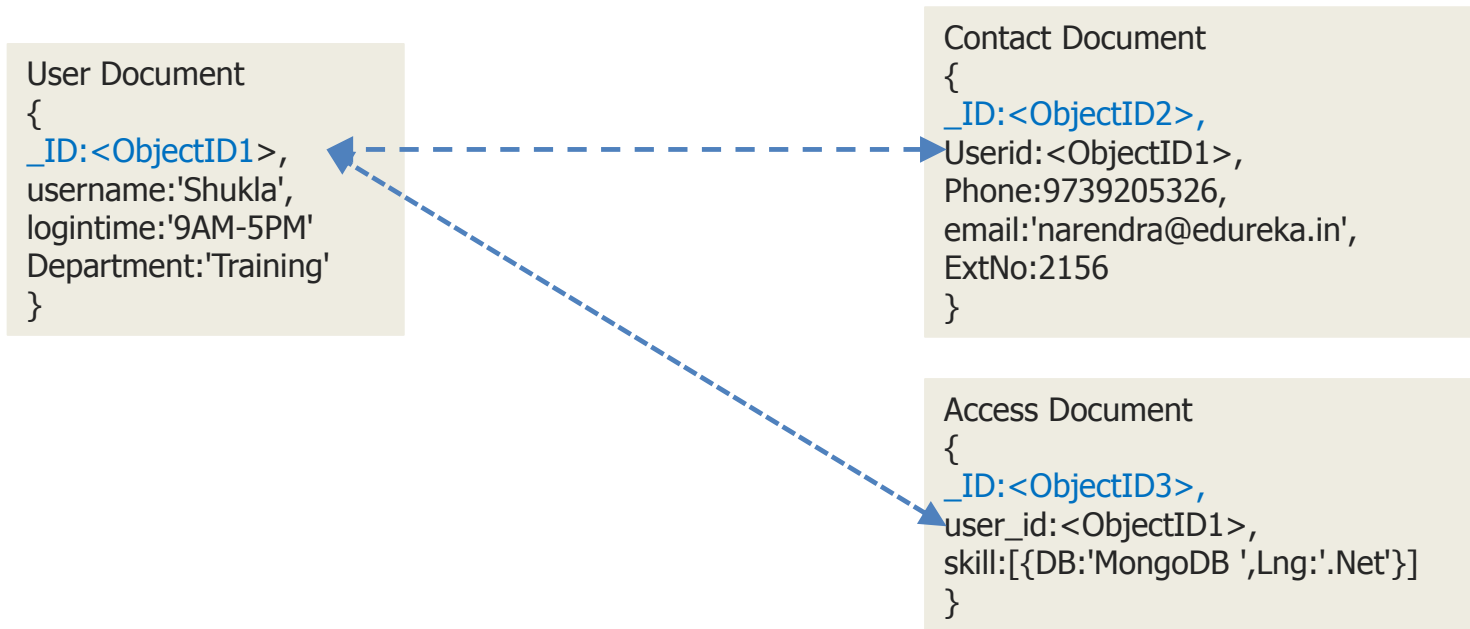 User Document
{
_ID:<ObjectID1>,
username:'Shukla',
logintime:'9AM-5PM'
Department:'Training'
}
Contact Document
{
_ID:<ObjectID2>,
Userid:<ObjectID1>,
Phone:9739205326,
email:'narendra@edureka.in',
ExtNo:2156
}
Access Document
{
_ID:<ObjectID3>,
user_id:<ObjectID1>,
skill:[{DB:'MongoDB ',Lng:'.Net'}]
}